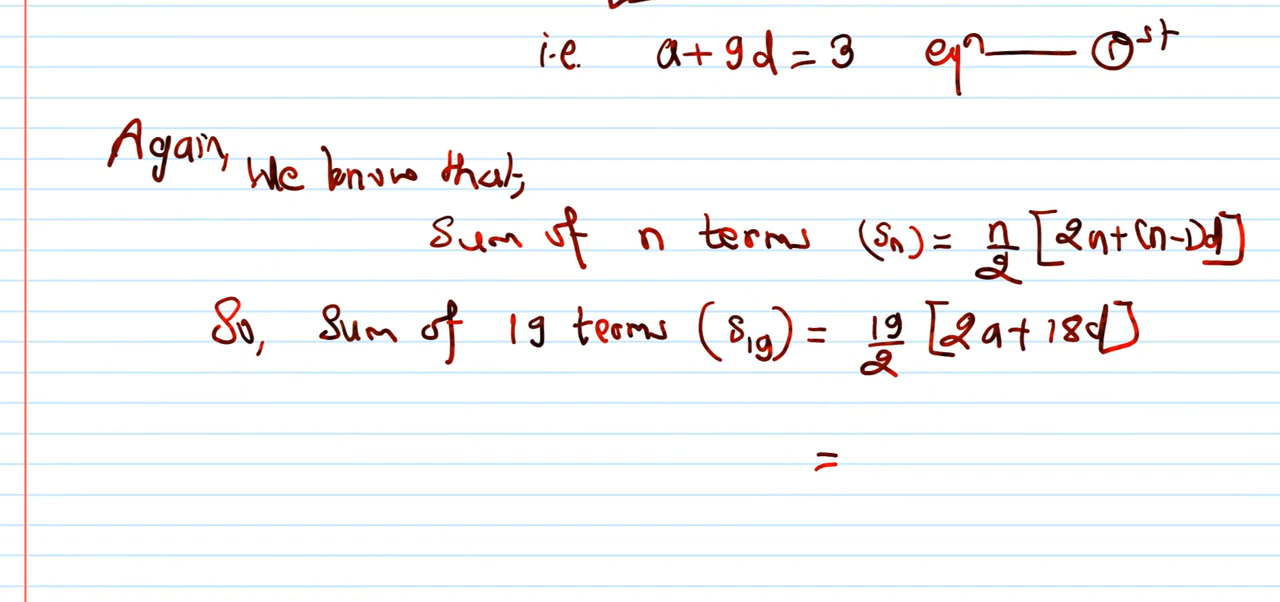 i.e. a + 9d = 3 eqⁿ —— ①ˢᵗ
Again, We know that,
Sum of n terms (Sₙ) = n/2 [2a + (n-1)d]
So, Sum of 19 terms (S₁₉) = 19/2 [2a + 18d]
=